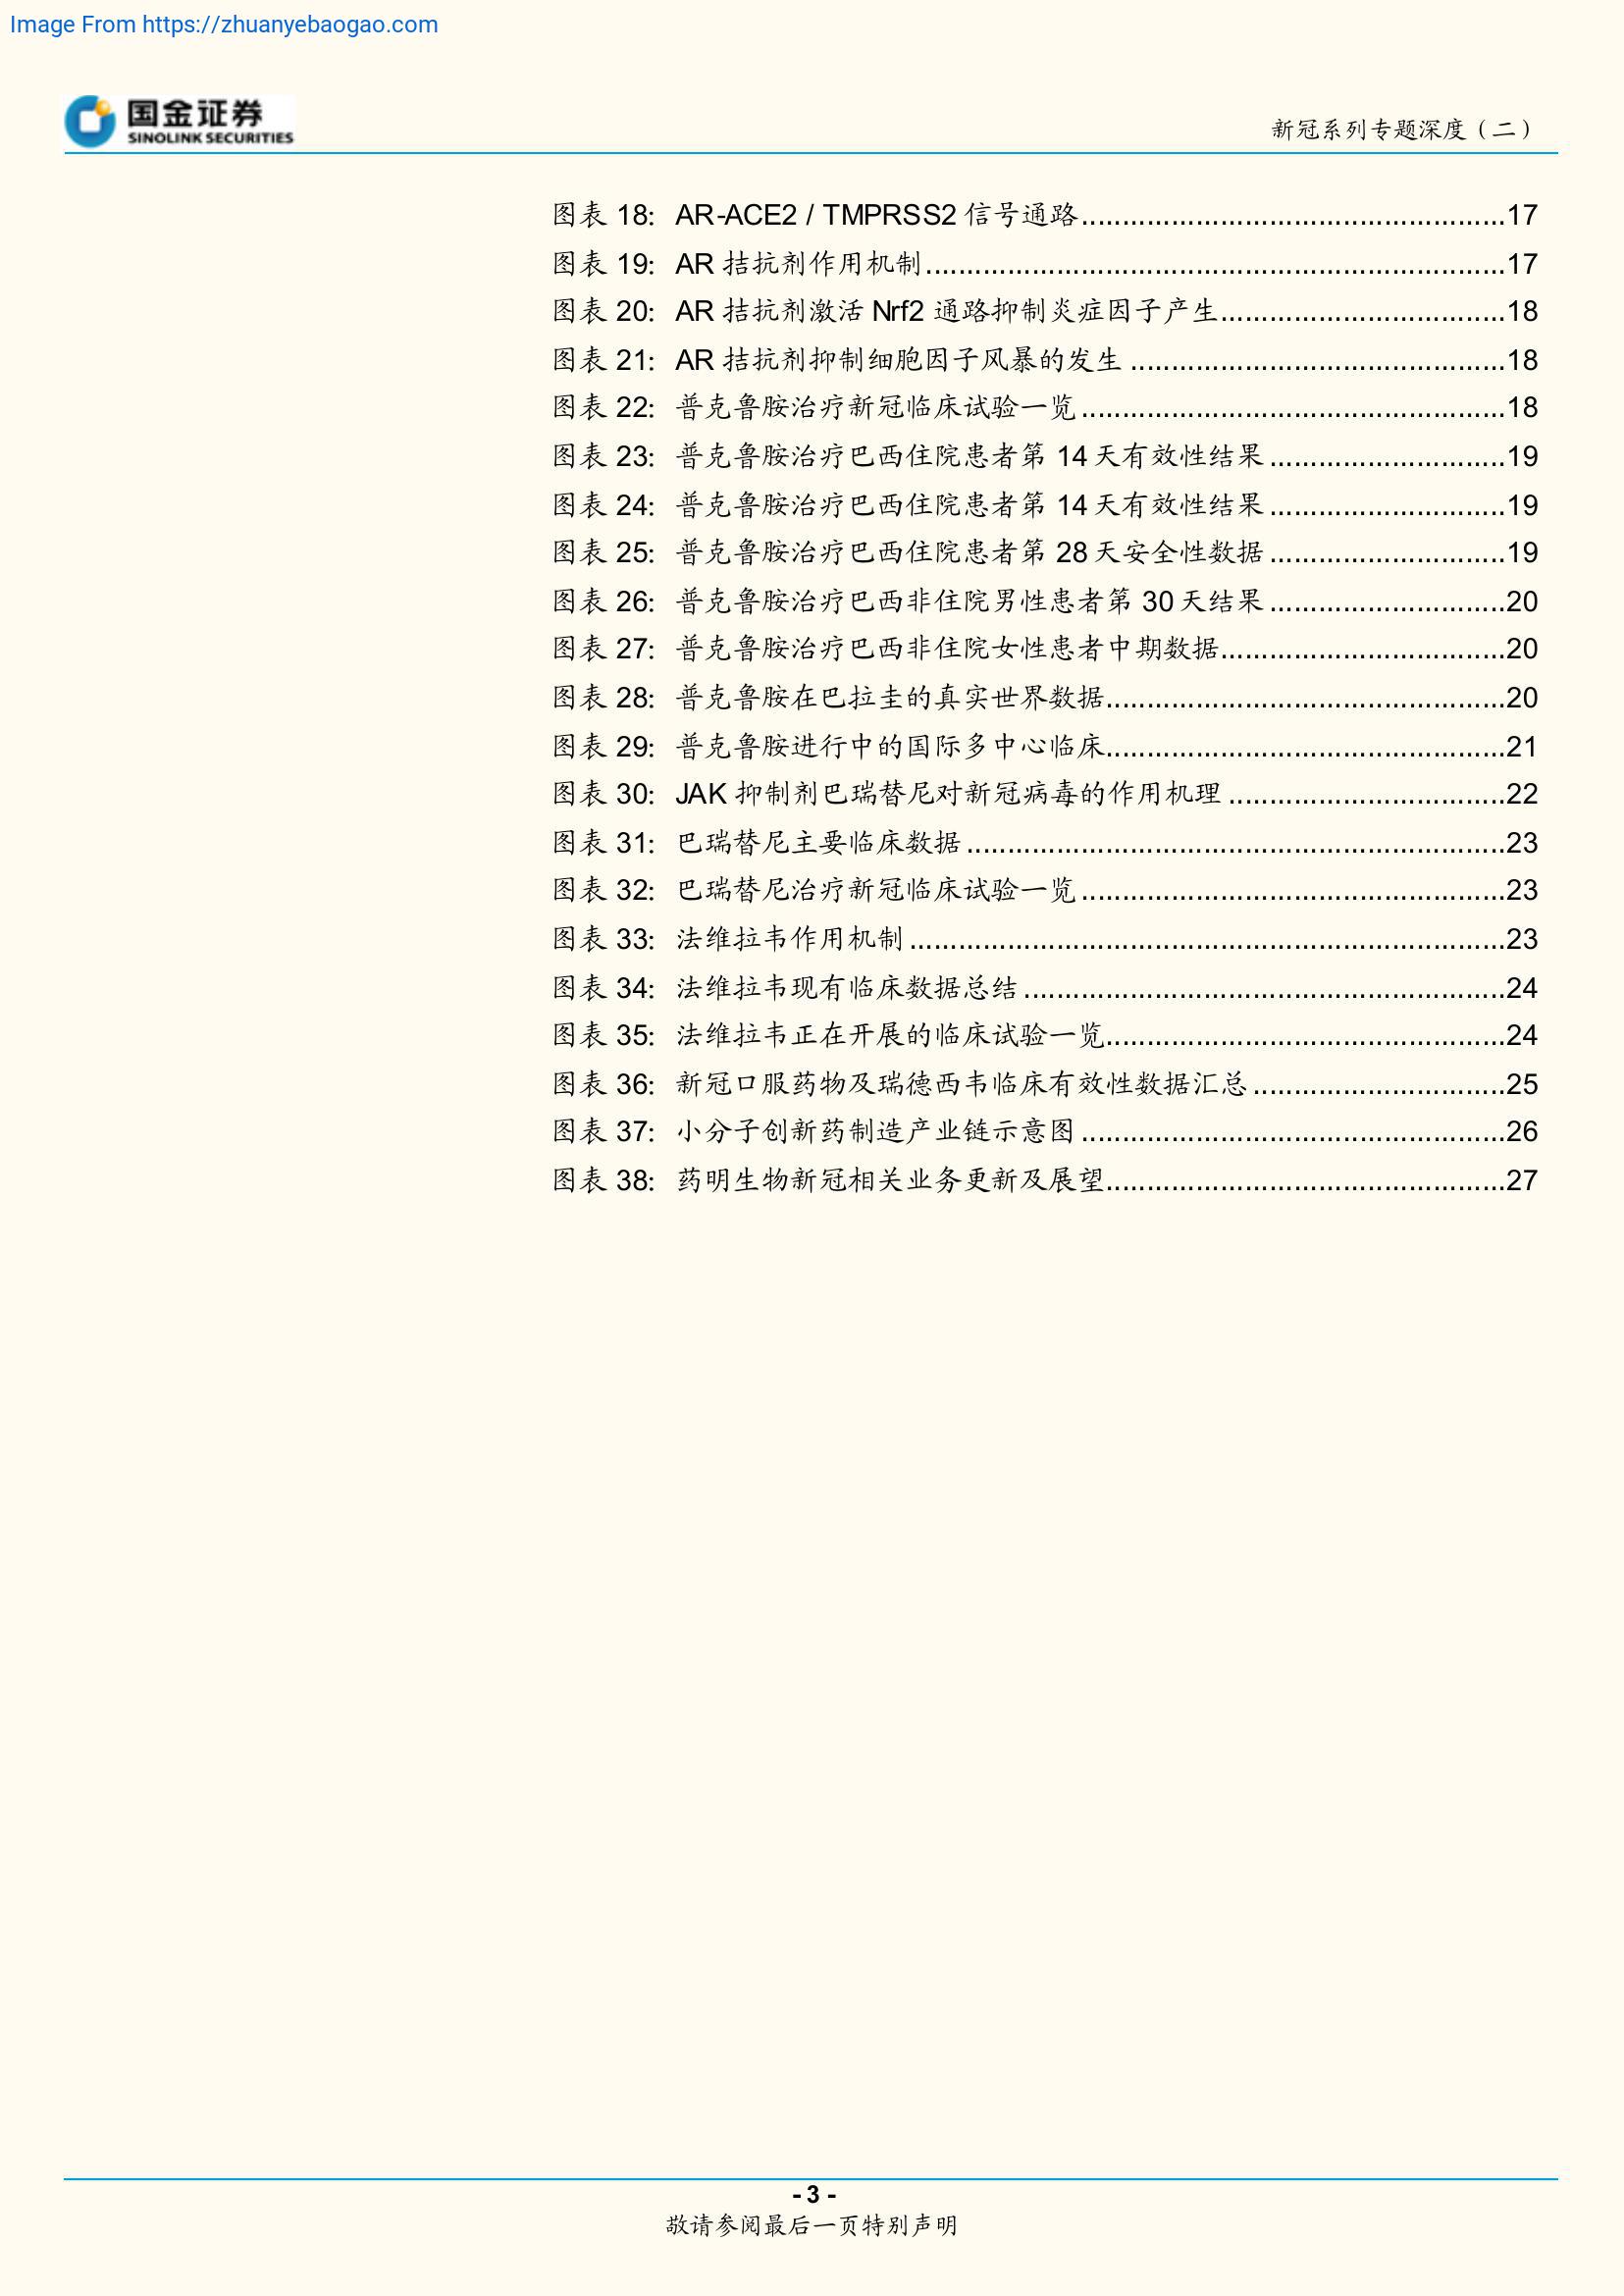 Image From https://zhuanyebaogao.com
国金证券
SINOLINK SECURITIES
新冠系列专题深度（二）
图表 18: AR-ACE2 / TMPRSS2 信号通路....................................................17
图表 19: AR 拮抗剂作用机制.......................................................................17
图表 20: AR 拮抗剂激活 Nrf2 通路抑制炎症因子产生...................................18
图表 21: AR 拮抗剂抑制细胞因子风暴的发生..............................................18
图表 22: 普克鲁胺治疗新冠临床试验一览....................................................18
图表 23: 普克鲁胺治疗巴西住院患者第 14 天有效性结果.............................19
图表 24: 普克鲁胺治疗巴西住院患者第 14 天有效性结果.............................19
图表 25: 普克鲁胺治疗巴西住院患者第 28 天安全性数据.............................19
图表 26: 普克鲁胺治疗巴西非住院男性患者第 30 天结果.............................20
图表 27: 普克鲁胺治疗巴西非住院女性患者中期数据...................................20
图表 28: 普克鲁胺在巴拉圭的真实世界数据.................................................20
图表 29: 普克鲁胺进行中的国际多中心临床.................................................21
图表 30: JAK 抑制剂巴瑞替尼对新冠病毒的作用机理..................................22
图表 31: 巴瑞替尼主要临床数据..................................................................23
图表 32: 巴瑞替尼治疗新冠临床试验一览....................................................23
图表 33: 法维拉韦作用机制.........................................................................23
图表 34: 法维拉韦现有临床数据总结...........................................................24
图表 35: 法维拉韦正在开展的临床试验一览.................................................24
图表 36: 新冠口服药物及瑞德西韦临床有效性数据汇总...............................25
图表 37: 小分子创新药制造产业链示意图....................................................26
图表 38: 药明生物新冠相关业务更新及展望.................................................27
- 3 -
敬请参阅最后一页特别声明